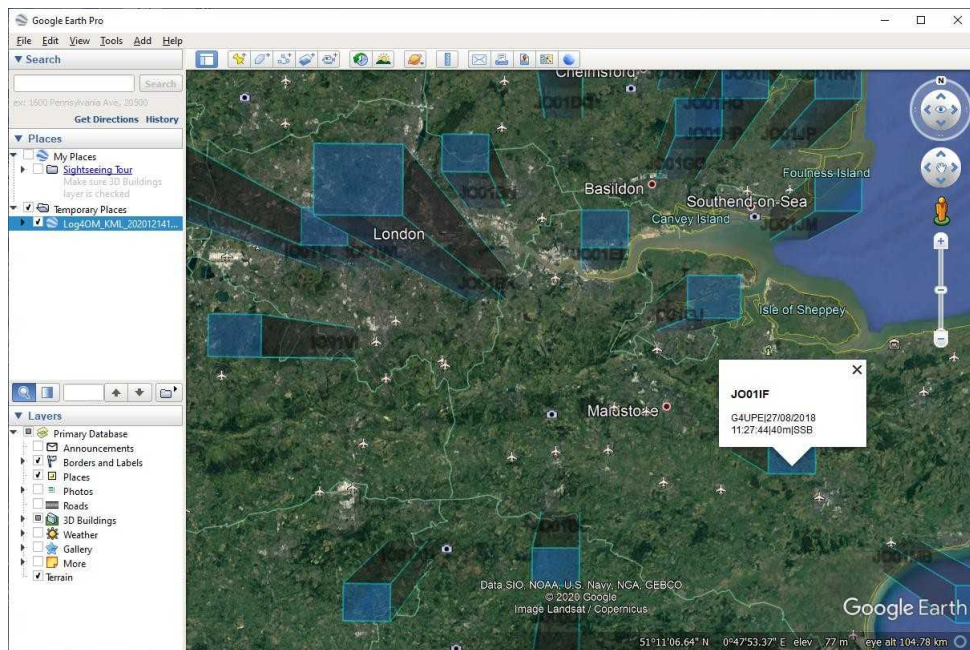 Google Earth Pro
File Edit View Tools Add Help
Search
Search
ex: 1600 Pennsylvania Ave, 20500
Get Directions History
Places
My Places
Sightseeing Tour
Make sure 3D Buildings
layer is checked
Temporary Places
Log4OM_KML_202012141...
Layers
Primary Database
Announcements
Borders and Labels
Places
Photos
Roads
3D Buildings
Weather
Gallery
More
Terrain
Chelmsford
Basildon
Southend-on-Sea
Foulness Island
Canvey Island
London
Isle of Sheppey
Maidstone
JO01IF
G4UPE|27/08/2018
11:27:44|40m|SSB
Data SIO, NOAA, U.S. Navy, NGA, GEBCO
© 2020 Google
Image Landsat / Copernicus
Google Earth
51°11'06.64" N 0°47'53.37" E elev 77 m eye alt 104.78 km
N